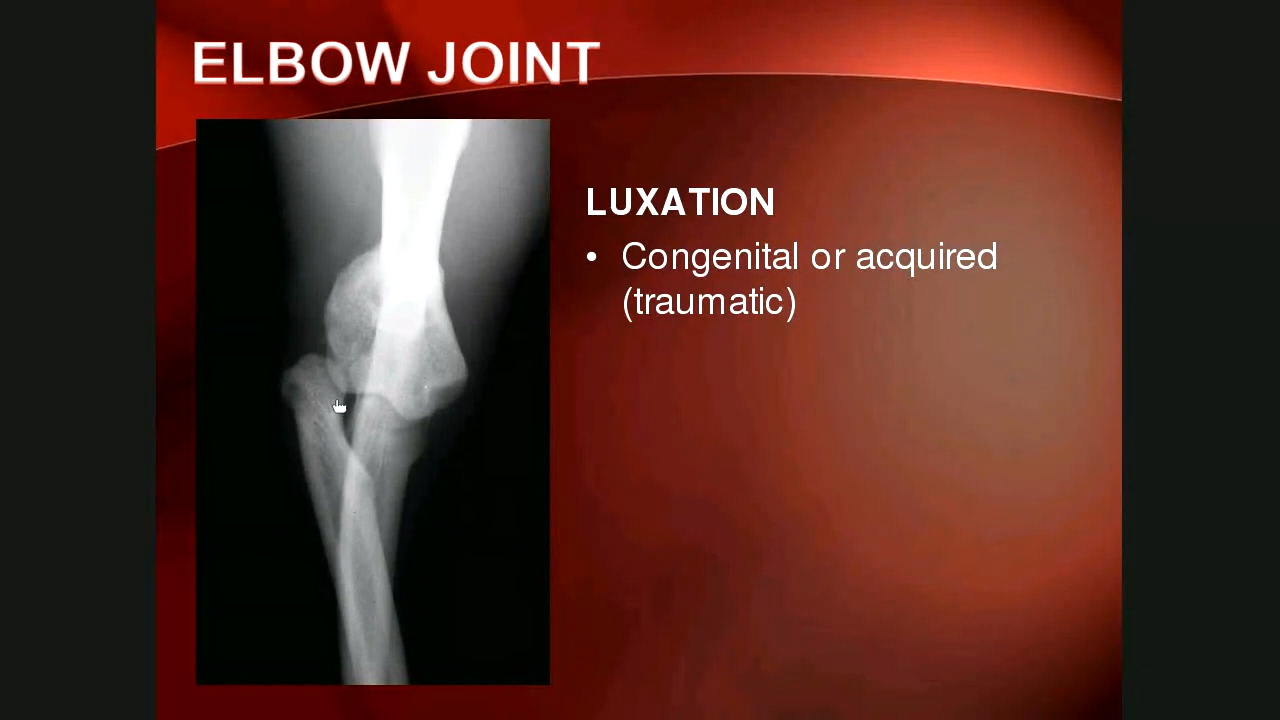 ELBOW JOINT
LUXATION
• Congenital or acquired
(traumatic)